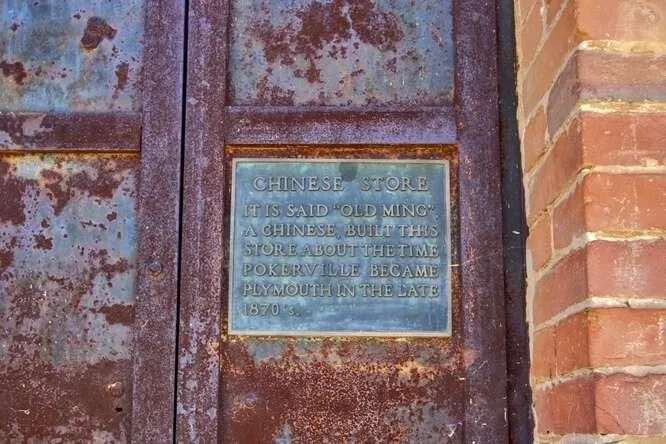 CHINESE STORE
IT IS SAID "OLD MING",
A CHINESE, BUILT THIS
STORE ABOUT THE TIME
POKERVILLE BECAME
PLYMOUTH IN THE LATE
1870's.